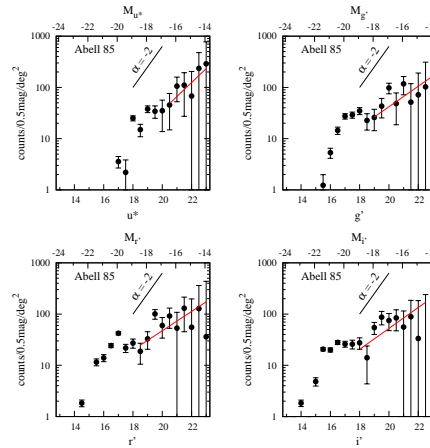 M_u* M_g'
-24 -22 -20 -18 -16 -14 -24 -22 -20 -18 -16 -14
1000 1000
Abell 85 α = -2 Abell 85 α = -2
counts/0.5mag/deg² counts/0.5mag/deg²
100 100
10 10
1 1
14 16 18 20 22 14 16 18 20 22
u* g'
M_r' M_i'
-24 -22 -20 -18 -16 -14 -24 -22 -20 -18 -16 -14
1000 1000
Abell 85 α = -2 Abell 85 α = -2
counts/0.5mag/deg² counts/0.5mag/deg²
100 100
10 10
1 1
14 16 18 20 22 14 16 18 20 22
r' i'